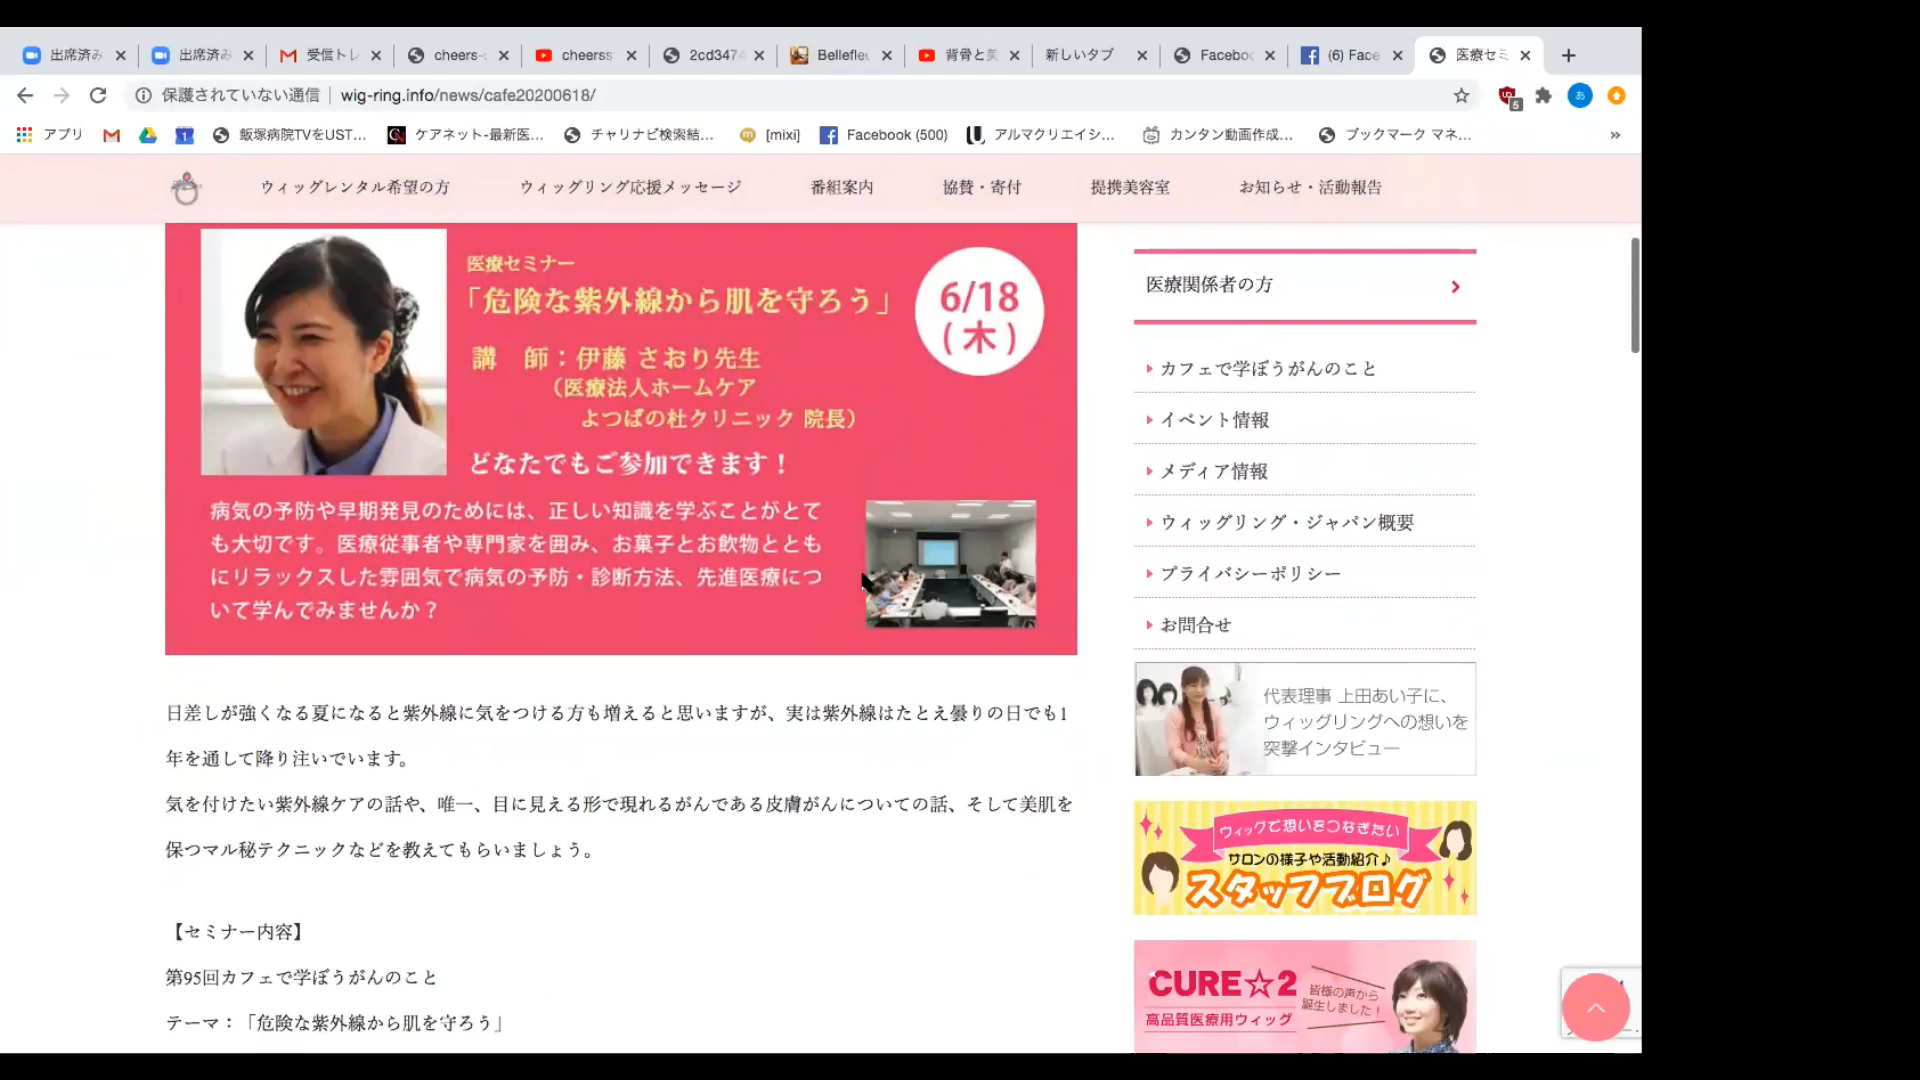 出席済み
出席済み
受信トレ
cheers-
cheerss
2cd3474
Bellefleu
背骨と美
新しいタブ
Faceboo
(6) Face
医療セミ
保護されていない通信
wig-ring.info/news/cafe20200618/
5
あ
アプリ
1
飯塚病院TVをUST...
ケアネット-最新医...
チャリナビ検索結...
[mixi]
Facebook (500)
アルマクリエイシ...
カンタン動画作成...
ブックマーク マネ...
»
ウィッグレンタル希望の方
ウィッグリング応援メッセージ
番組案内
協賛・寄付
提携美容室
お知らせ・活動報告
医療セミナー
「危険な紫外線から肌を守ろう」
6/18
(木)
講 師：伊藤 さおり先生
（医療法人ホームケア
よつばの杜クリニック 院長）
どなたでもご参加できます！
病気の予防や早期発見のためには、正しい知識を学ぶことがとて
も大切です。医療従事者や専門家を囲み、お菓子とお飲物ととも
にリラックスした雰囲気で病気の予防・診断方法、先進医療につ
いて学んでみませんか？
日差しが強くなる夏になると紫外線に気をつける方も増えると思いますが、実は紫外線はたとえ曇りの日でも1
年を通して降り注いでいます。
気を付けたい紫外線ケアの話や、唯一、目に見える形で現れるがんである皮膚がんについての話、そして美肌を
保つマル秘テクニックなどを教えてもらいましょう。
【セミナー内容】
第95回カフェで学ぼうがんのこと
テーマ：「危険な紫外線から肌を守ろう」
医療関係者の方
カフェで学ぼうがんのこと
イベント情報
メディア情報
ウィッグリング・ジャパン概要
プライバシーポリシー
お問合せ
代表理事 上田あい子に、
ウィッグリングへの想いを
突撃インタビュー
ウィッグで想いをつなぎたい
サロンの様子や活動紹介♪
スタッフブログ
CURE☆2
高品質医療用ウィッグ
皆様の声から
誕生しました！